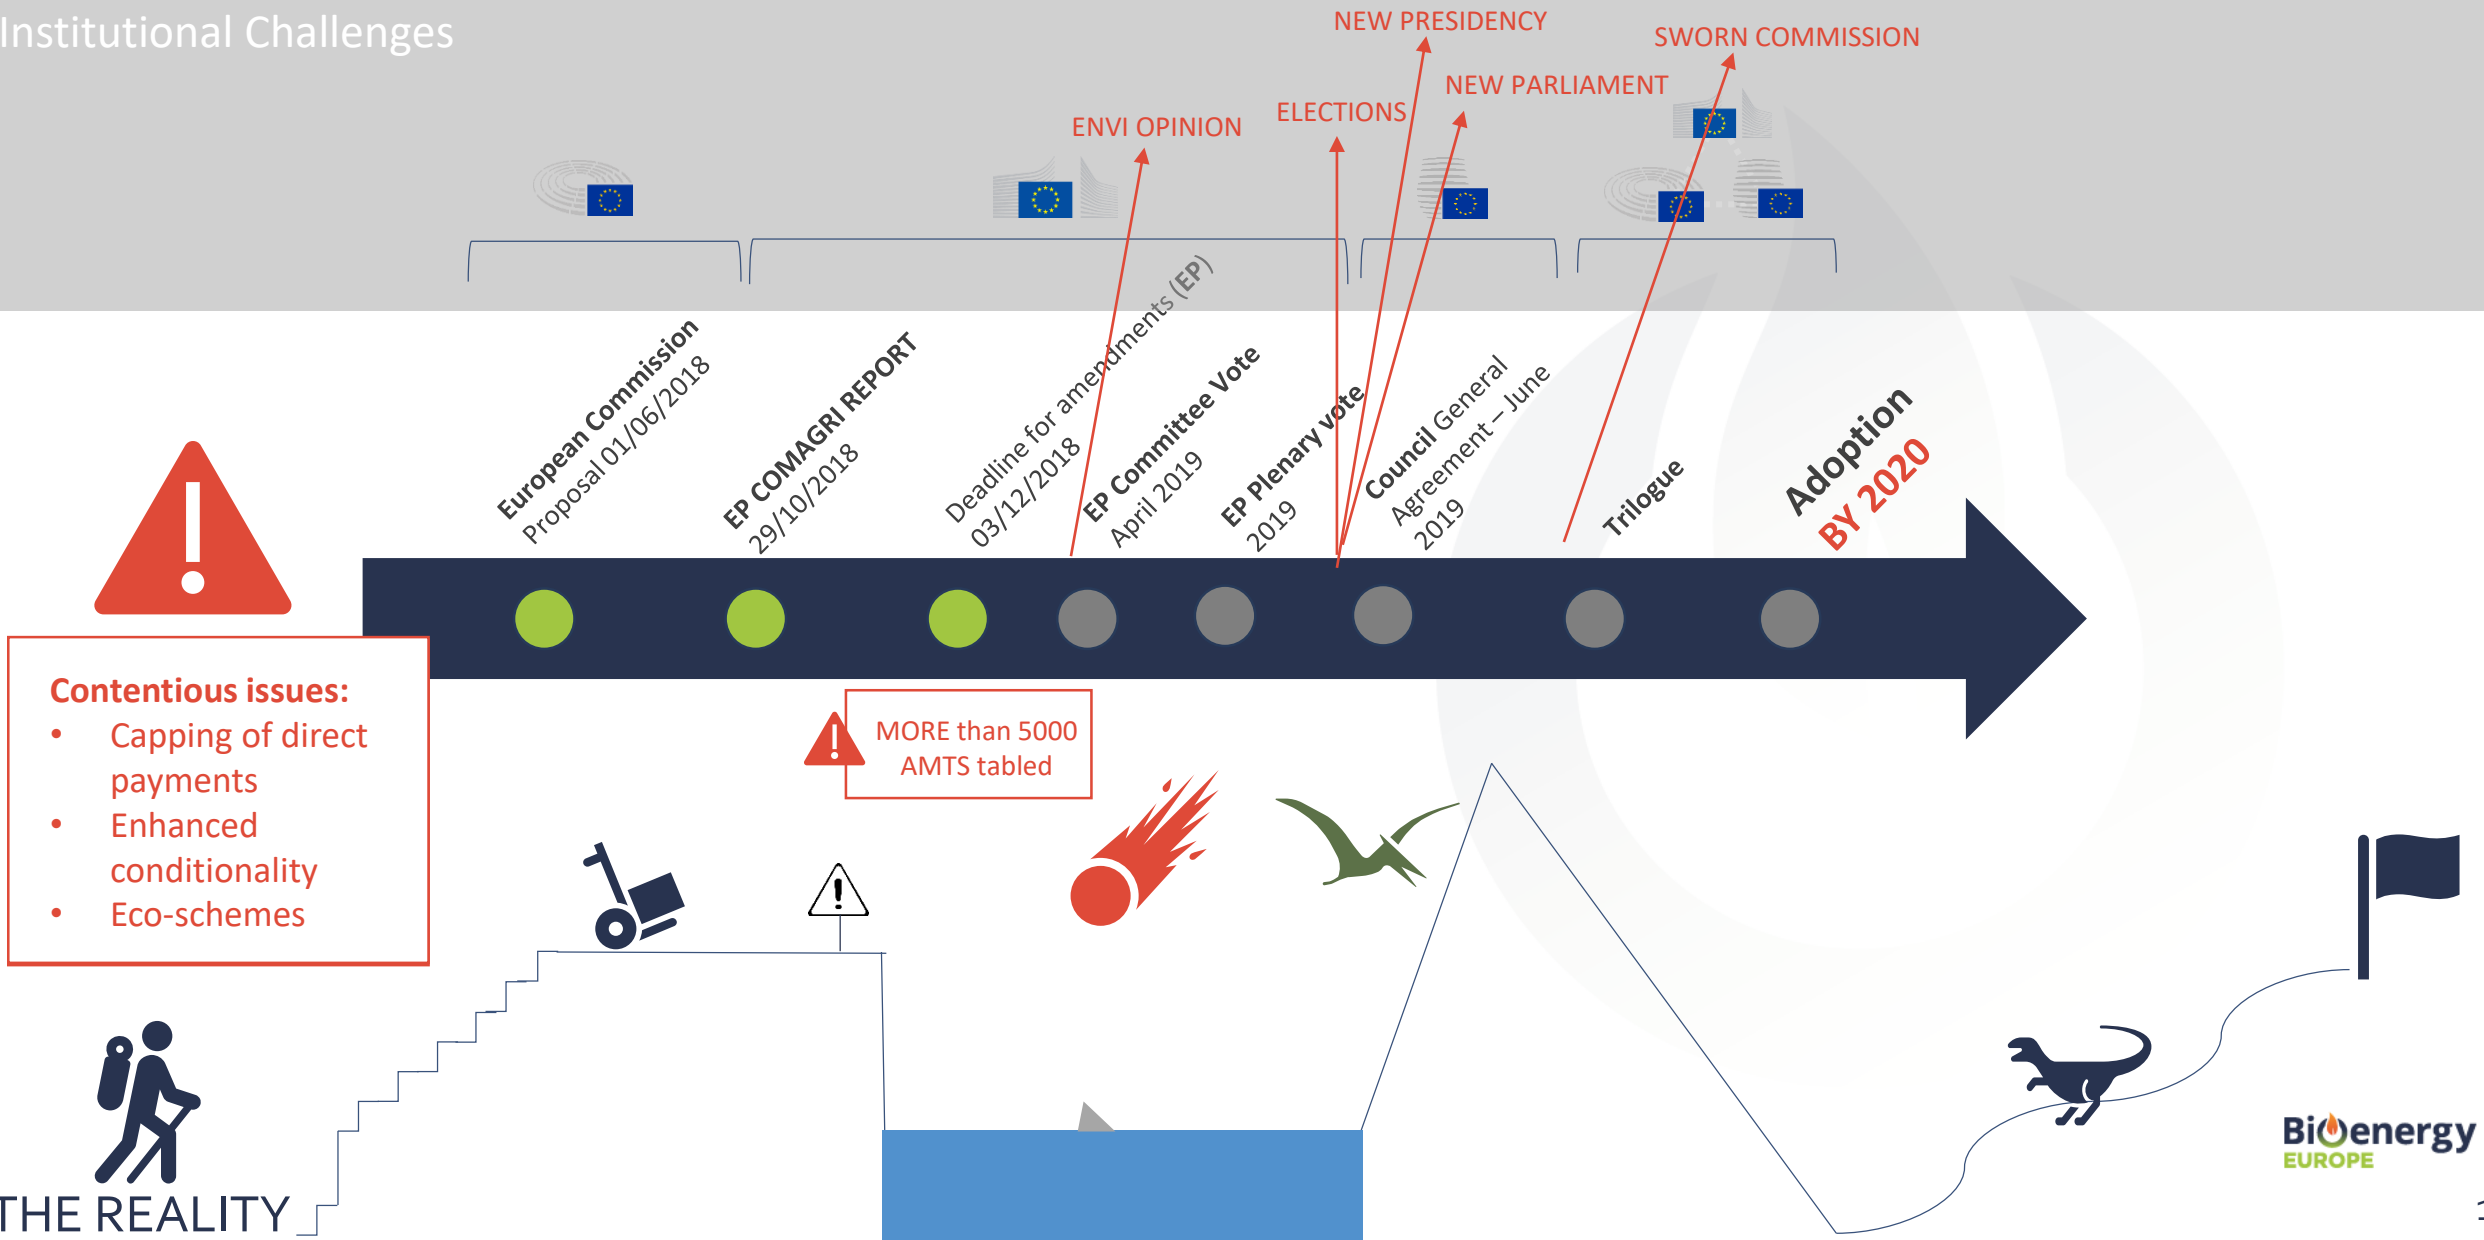 Institutional Challenges
NEW PRESIDENCY
SWORN COMMISSION
NEW PARLIAMENT
ELECTIONS
ENVI OPINION
European Commission
Proposal 01/06/2018
EP COMAGRI REPORT
29/10/2018
Deadline for amendments (EP)
03/12/2018
EP Committee Vote
April 2019
EP Plenary vote
2019
Council General
Agreement – June
2019
Trilogue
Adoption
BY 2020
Contentious issues:
• Capping of direct
payments
• Enhanced
conditionality
• Eco-schemes
MORE than 5000
AMTS tabled
THE REALITY
Bioenergy
EUROPE